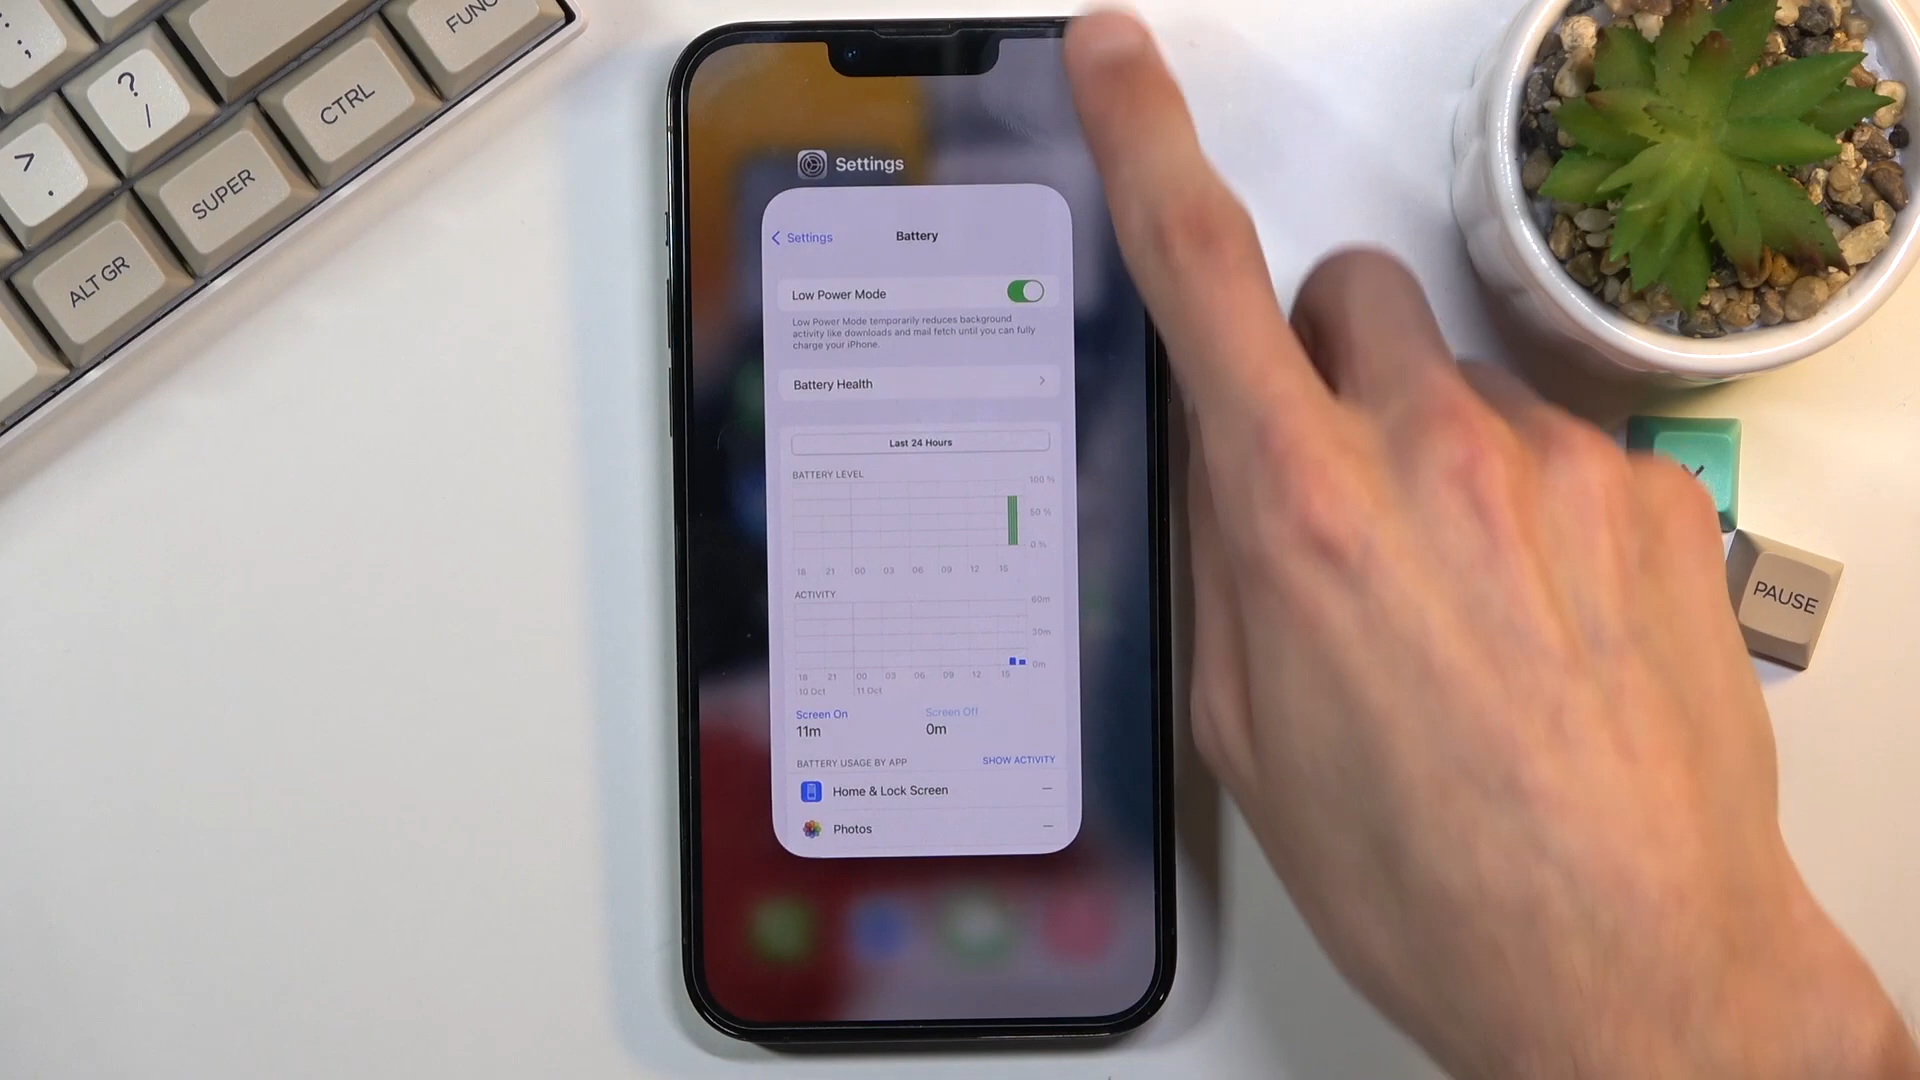 ;
:
?
/
>
.
CTRL
FUNC
SUPER
ALT GR
Settings
Settings
Battery
Low Power Mode
Low Power Mode temporarily reduces background
activity like downloads and mail fetch until you can fully
charge your iPhone.
Battery Health
Last 24 Hours
BATTERY LEVEL
100 %
50 %
0 %
18 21 00 03 06 09 12 15
ACTIVITY
60m
30m
0m
18 21 00 03 06 09 12 15
10 Oct 11 Oct
Screen On Screen Off
11m 0m
BATTERY USAGE BY APP SHOW ACTIVITY
Home & Lock Screen —
Photos —
PAUSE